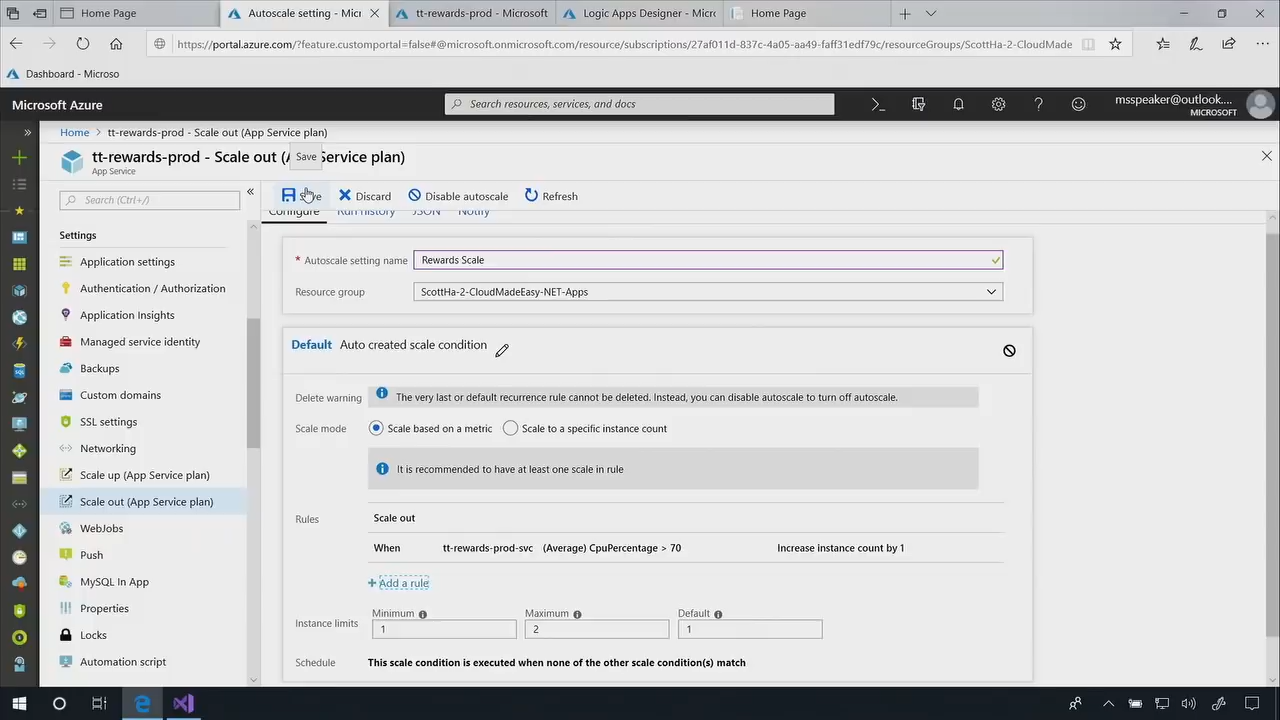 Home Page
Autoscale setting - Micr
tt-rewards-prod - Microsoft
Logic Apps Designer - Micro
Home Page
https://portal.azure.com/?feature.customportal=false#@microsoft.onmicrosoft.com/resource/subscriptions/27af011d-837c-4a05-aa49-faff31edf79c/resourceGroups/ScottHa-2-CloudMade
Dashboard - Microso
Microsoft Azure
Search resources, services, and docs
msspeaker@outlook....
MICROSOFT
Home > tt-rewards-prod - Scale out (App Service plan)
tt-rewards-prod - Scale out (A Service plan)
Save
App Service
Search (Ctrl+/)
Save
Discard
Disable autoscale
Refresh
Configure
Run history
JSON
Notify
Settings
Application settings
Authentication / Authorization
Application Insights
Managed service identity
Backups
Custom domains
SSL settings
Networking
Scale up (App Service plan)
Scale out (App Service plan)
WebJobs
Push
MySQL In App
Properties
Locks
Automation script
* Autoscale setting name
Rewards Scale
Resource group
ScottHa-2-CloudMadeEasy-NET-Apps
Default Auto created scale condition
Delete warning
The very last or default recurrence rule cannot be deleted. Instead, you can disable autoscale to turn off autoscale.
Scale mode
Scale based on a metric
Scale to a specific instance count
It is recommended to have at least one scale in rule
Rules
Scale out
When tt-rewards-prod-svc (Average) CpuPercentage > 70 Increase instance count by 1
+ Add a rule
Instance limits
Minimum
Maximum
Default
1
2
1
Schedule
This scale condition is executed when none of the other scale condition(s) match